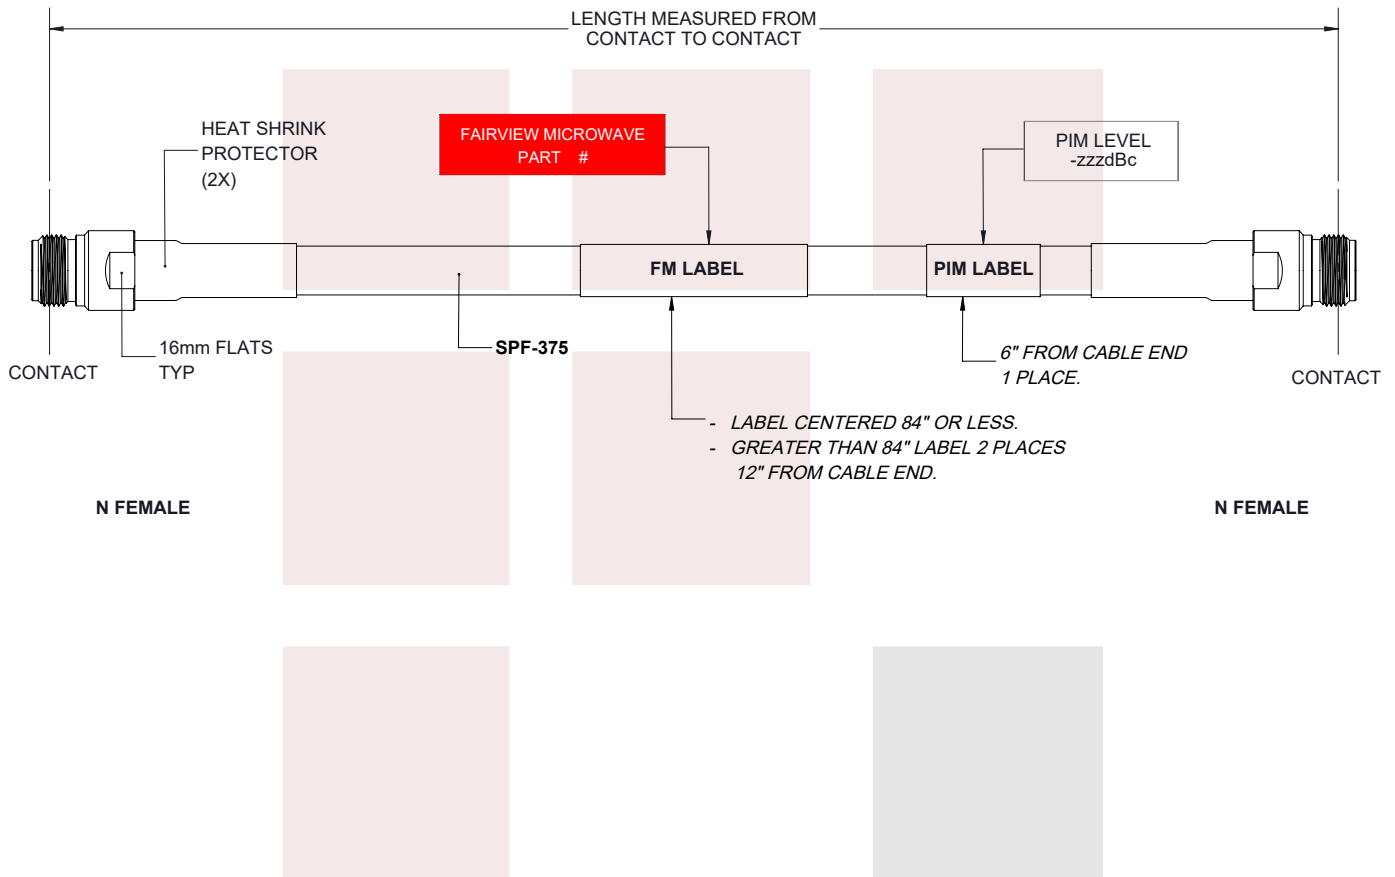 LENGTH MEASURED FROM
CONTACT TO CONTACT
HEAT SHRINK
PROTECTOR
(2X)
FAIRVIEW MICROWAVE
PART #
PIM LEVEL
-zzzdBc
FM LABEL
PIM LABEL
16mm FLATS
TYP
SPF-375
6" FROM CABLE END
1 PLACE.
CONTACT
CONTACT
- LABEL CENTERED 84" OR LESS.
- GREATER THAN 84" LABEL 2 PLACES
12" FROM CABLE END.
N FEMALE
N FEMALE